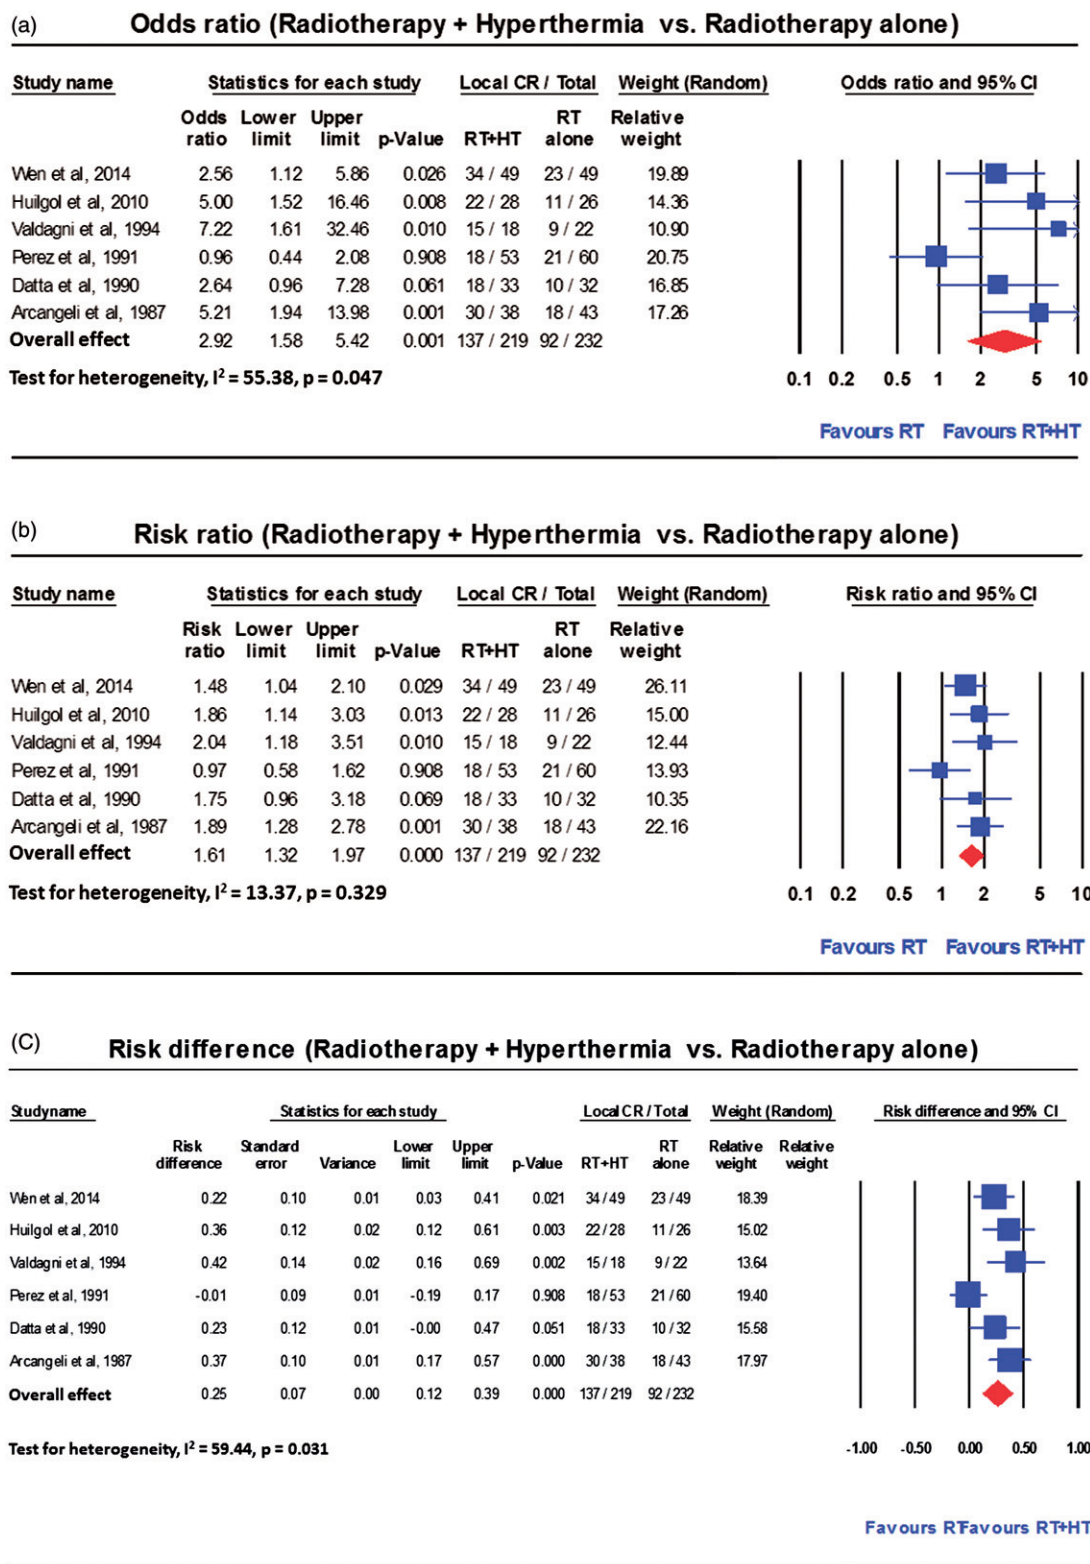 (a) Odds ratio (Radiotherapy + Hyperthermia vs. Radiotherapy alone)
Study name Statistics for each study Local CR / Total Weight (Random) Odds ratio and 95% CI
Odds Lower Upper RT Relative
ratio limit limit p-Value RT+HT alone weight
Wen et al, 2014 2.56 1.12 5.86 0.026 34 / 49 23 / 49 19.89
Huilgol et al, 2010 5.00 1.52 16.46 0.008 22 / 28 11 / 26 14.36
Valdagni et al, 1994 7.22 1.61 32.46 0.010 15 / 18 9 / 22 10.90
Perez et al, 1991 0.96 0.44 2.08 0.908 18 / 53 21 / 60 20.75
Datta et al, 1990 2.64 0.96 7.28 0.061 18 / 33 10 / 32 16.85
Arcangeli et al, 1987 5.21 1.94 13.98 0.001 30 / 38 18 / 43 17.26
Overall effect 2.92 1.58 5.42 0.001 137 / 219 92 / 232
Test for heterogeneity, I² = 55.38, p = 0.047
0.1 0.2 0.5 1 2 5 10
Favours RT Favours RT+HT
(b) Risk ratio (Radiotherapy + Hyperthermia vs. Radiotherapy alone)
Study name Statistics for each study Local CR / Total Weight (Random) Risk ratio and 95% CI
Risk Lower Upper RT Relative
ratio limit limit p-Value RT+HT alone weight
Wen et al, 2014 1.48 1.04 2.10 0.029 34 / 49 23 / 49 26.11
Huilgol et al, 2010 1.86 1.14 3.03 0.013 22 / 28 11 / 26 15.00
Valdagni et al, 1994 2.04 1.18 3.51 0.010 15 / 18 9 / 22 12.44
Perez et al, 1991 0.97 0.58 1.62 0.908 18 / 53 21 / 60 13.93
Datta et al, 1990 1.75 0.96 3.18 0.069 18 / 33 10 / 32 10.35
Arcangeli et al, 1987 1.89 1.28 2.78 0.001 30 / 38 18 / 43 22.16
Overall effect 1.61 1.32 1.97 0.000 137 / 219 92 / 232
Test for heterogeneity, I² = 13.37, p = 0.329
0.1 0.2 0.5 1 2 5 10
Favours RT Favours RT+HT
(C) Risk difference (Radiotherapy + Hyperthermia vs. Radiotherapy alone)
Studyname Statistics for each study Local CR / Total Weight (Random) Risk difference and 95% CI
Risk Standard Lower Upper RT Relative Relative
difference error Variance limit limit p-Value RT+HT alone weight weight
Wen et al, 2014 0.22 0.10 0.01 0.03 0.41 0.021 34 / 49 23 / 49 18.39
Huilgol et al, 2010 0.36 0.12 0.02 0.12 0.61 0.003 22 / 28 11 / 26 15.02
Valdagni et al, 1994 0.42 0.14 0.02 0.16 0.69 0.002 15 / 18 9 / 22 13.64
Perez et al, 1991 -0.01 0.09 0.01 -0.19 0.17 0.908 18 / 53 21 / 60 19.40
Datta et al, 1990 0.23 0.12 0.01 -0.00 0.47 0.051 18 / 33 10 / 32 15.58
Arcangeli et al, 1987 0.37 0.10 0.01 0.17 0.57 0.000 30 / 38 18 / 43 17.97
Overall effect 0.25 0.07 0.00 0.12 0.39 0.000 137 / 219 92 / 232
Test for heterogeneity, I² = 59.44, p = 0.031
-1.00 -0.50 0.00 0.50 1.00
Favours RT Favours RT+HT